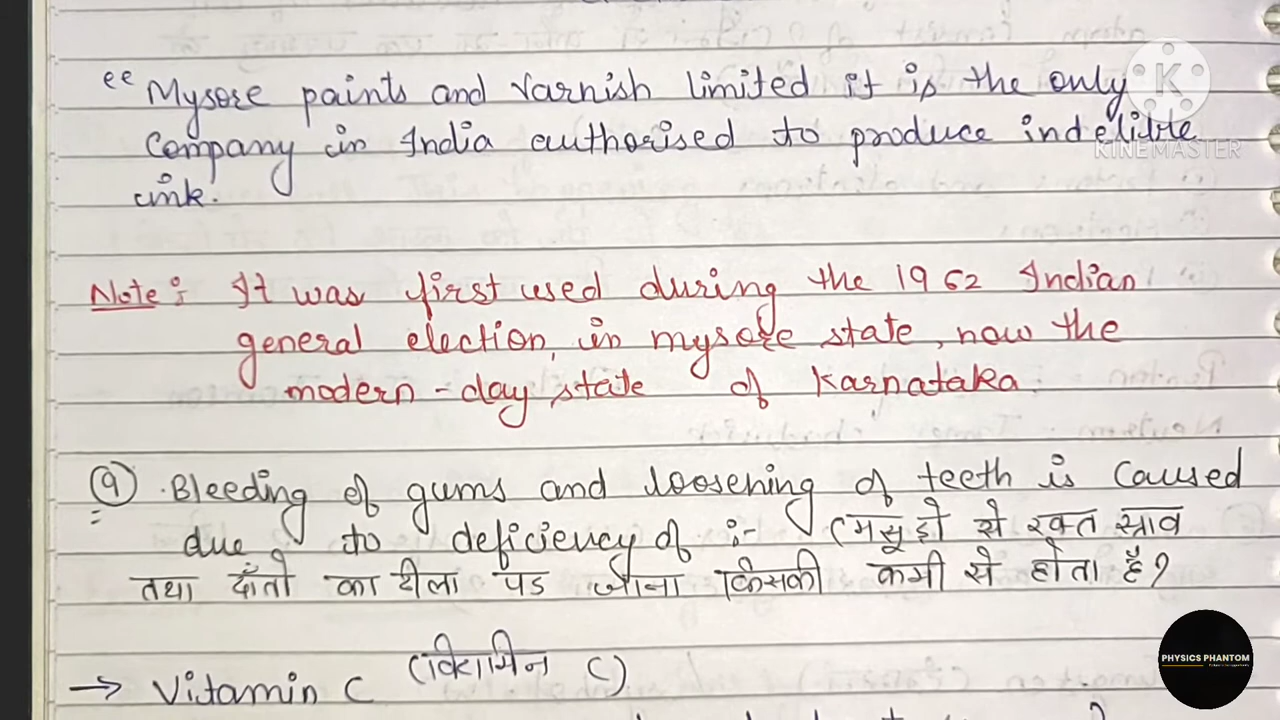 “ Mysore paints and varnish limited it is the only
Company in India authorised to produce indelible
ink.
Note: It was first used during the 1962 Indian
general election, in mysore state, now the
modern-day state of Karnataka.
9) Bleeding of gums and loosening of teeth is caused
due to deficiency of :- (मसूड़ो से रक्त स्राव
तथा दाँतो का ढीला पड जाना किसकी कमी से होता है?
→ Vitamin C (विटामिन C)
KINEMASTER
PHYSICS PHANTOM